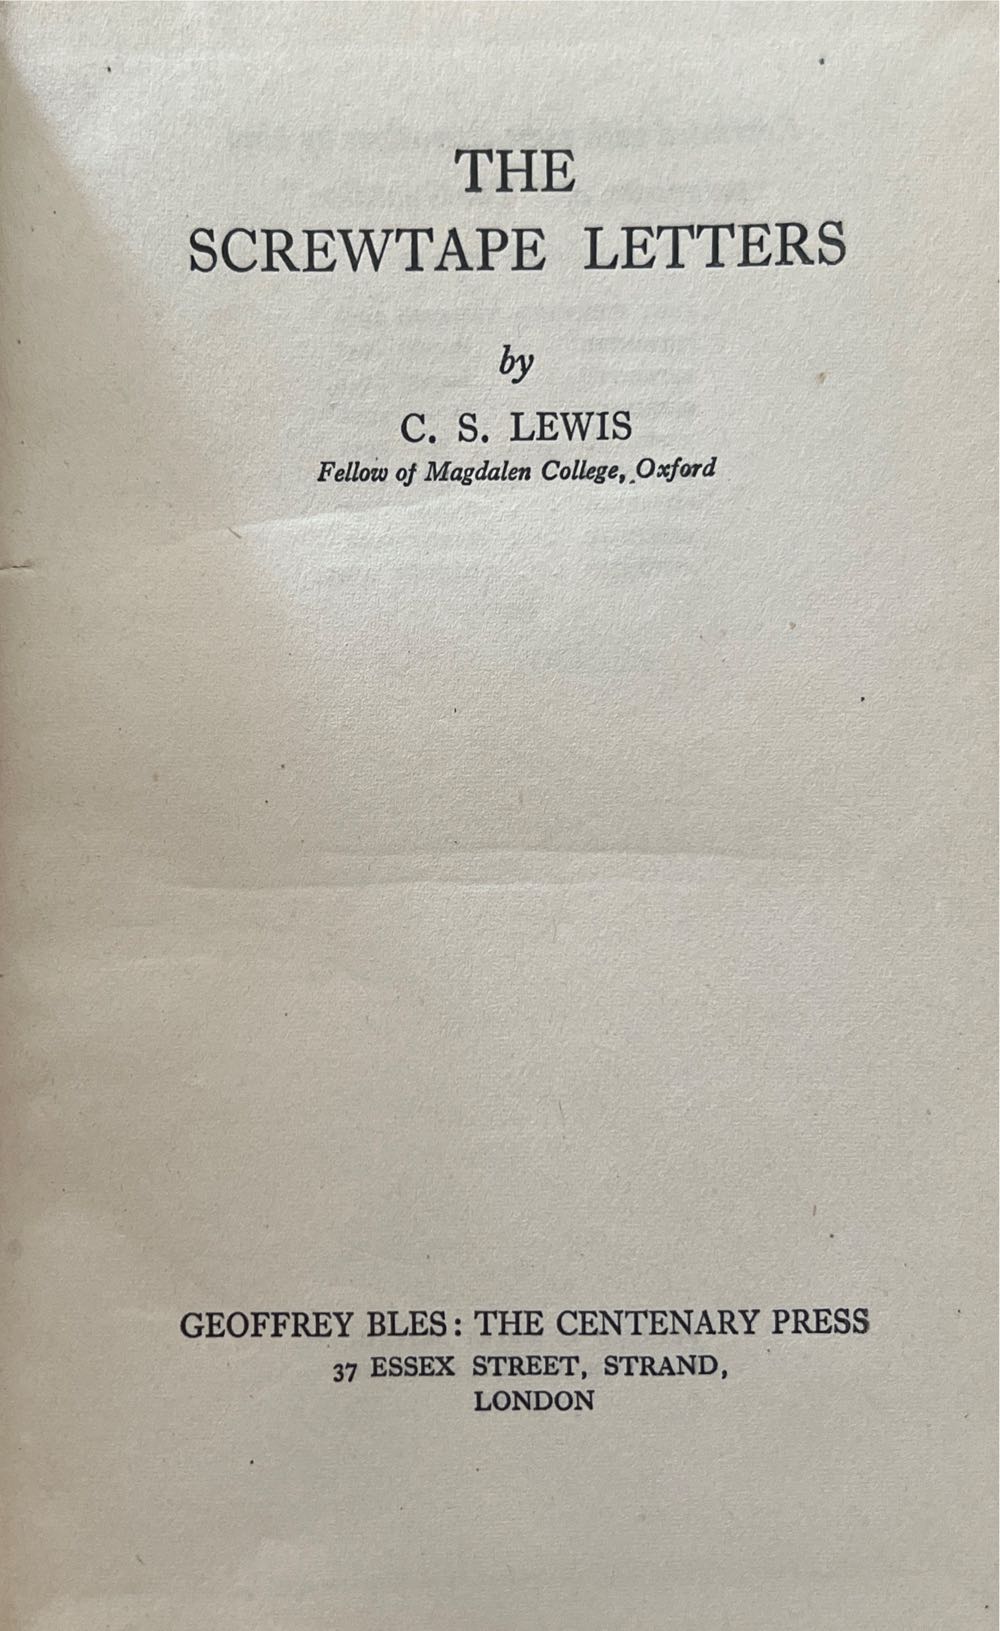 THE
SCREWTAPE LETTERS
by
C. S. LEWIS
Fellow of Magdalen College, Oxford
GEOFFREY BLES: THE CENTENARY PRESS
37 ESSEX STREET, STRAND,
LONDON